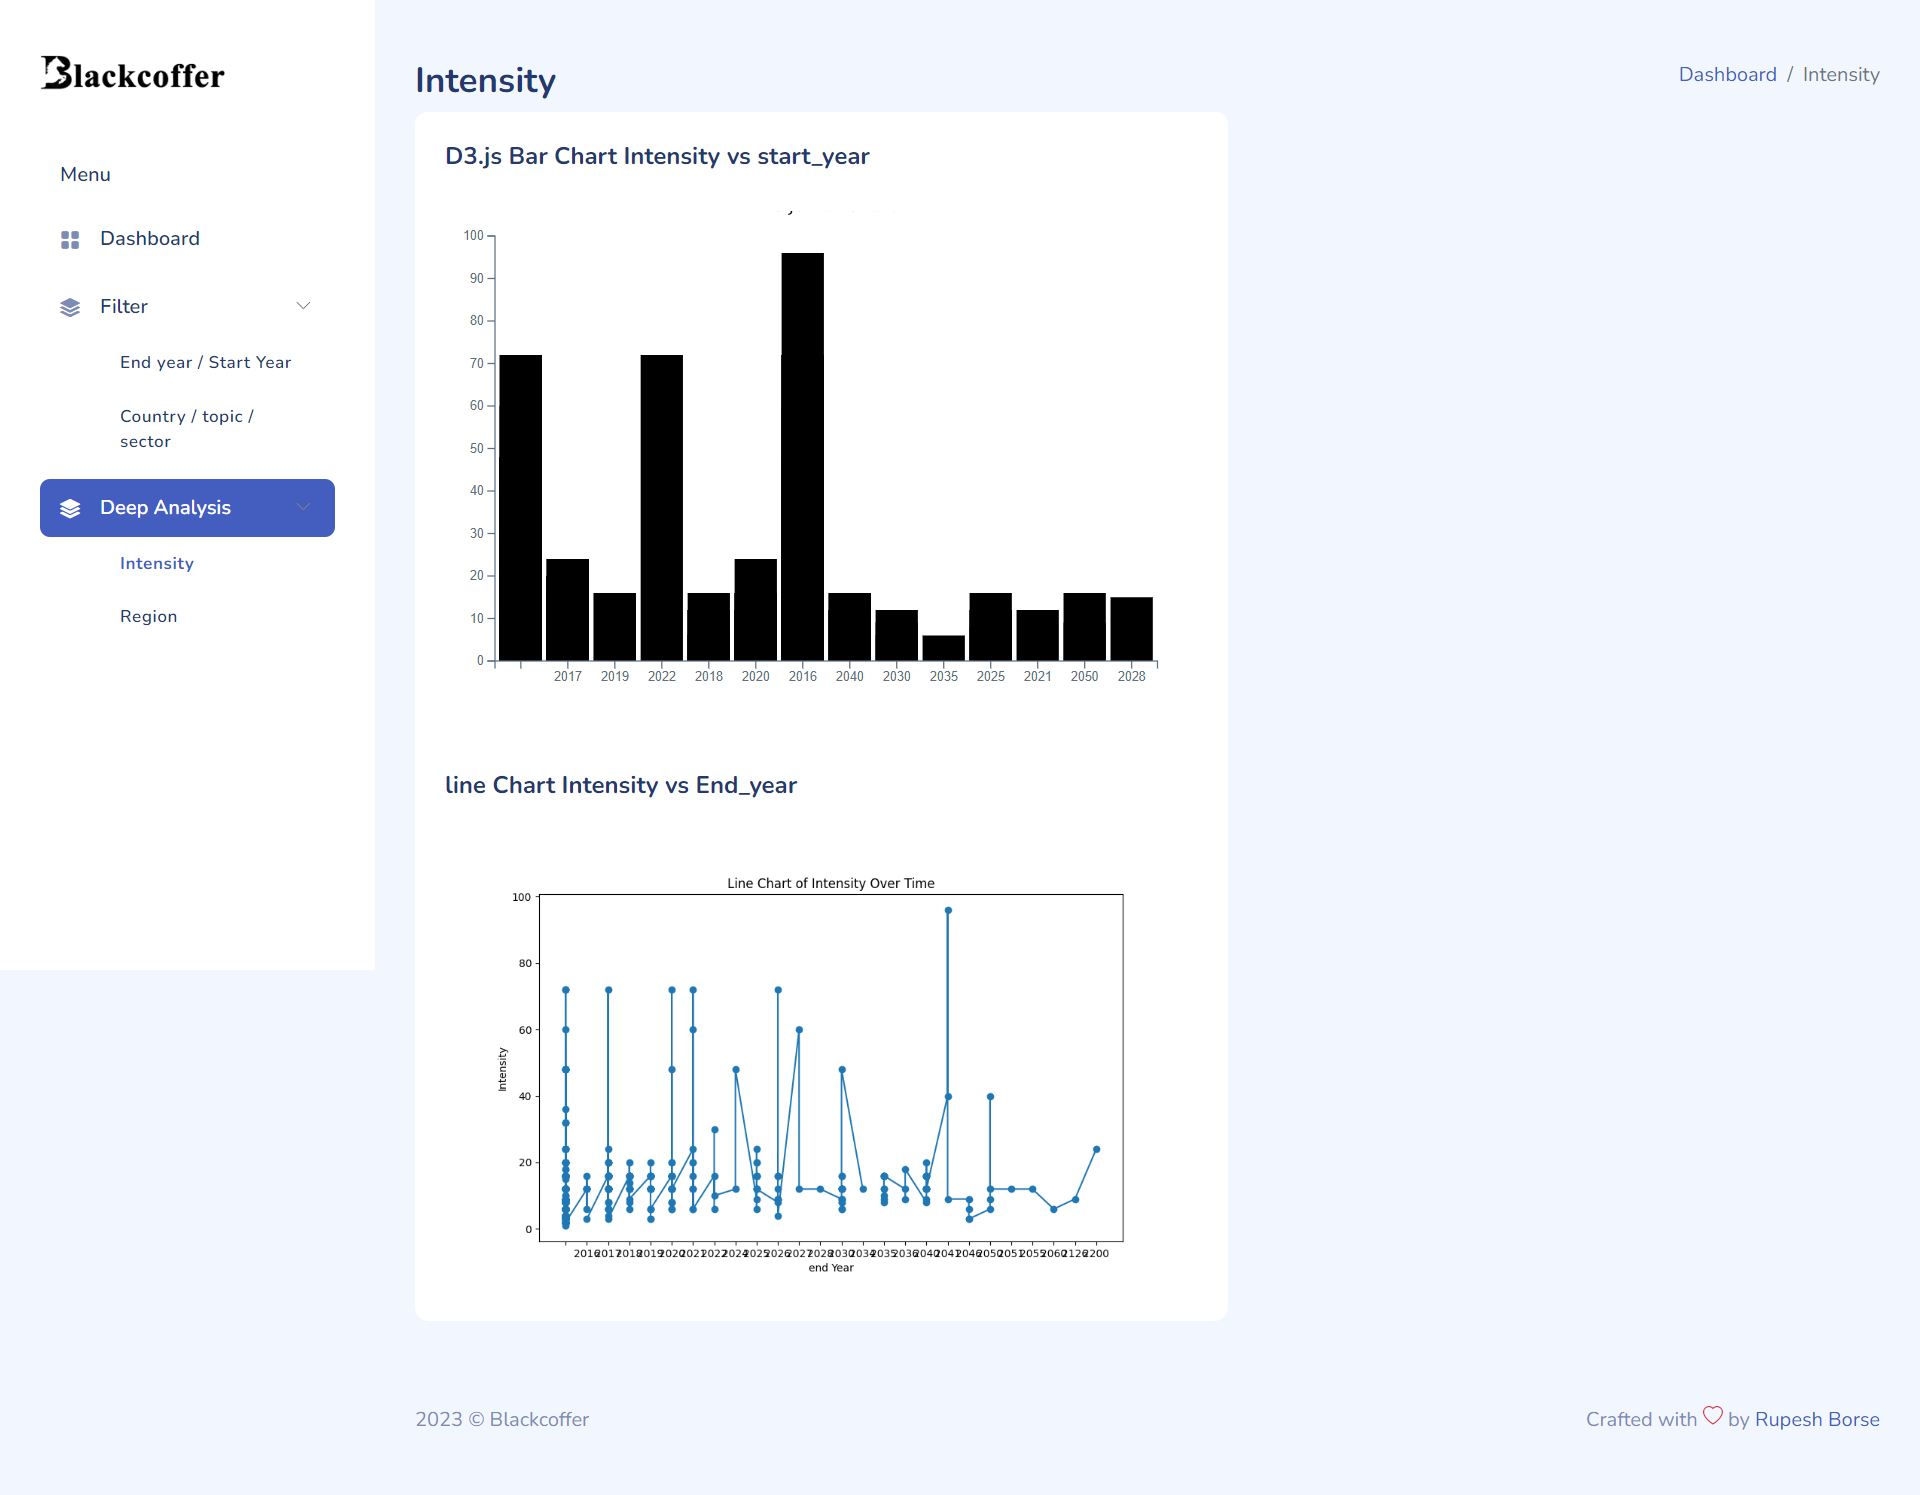 Blackcoffer
Menu
Dashboard
Filter
End year / Start Year
Country / topic /
sector
Deep Analysis
Intensity
Region
Intensity
Dashboard / Intensity
D3.js Bar Chart Intensity vs start_year
100
90
80
70
60
50
40
30
20
10
0
2017 2019 2022 2018 2020 2016 2040 2030 2035 2025 2021 2050 2028
line Chart Intensity vs End_year
Line Chart of Intensity Over Time
100
80
60
40
20
0
Intensity
2016 2017 2018 2019 2020 2021 2022 2024 2025 2026 2027 2028 2030 2034 2035 2036 2040 2041 2046 2050 2051 2055 2060 2126 2200
end Year
2023 © Blackcoffer
Crafted with by Rupesh Borse